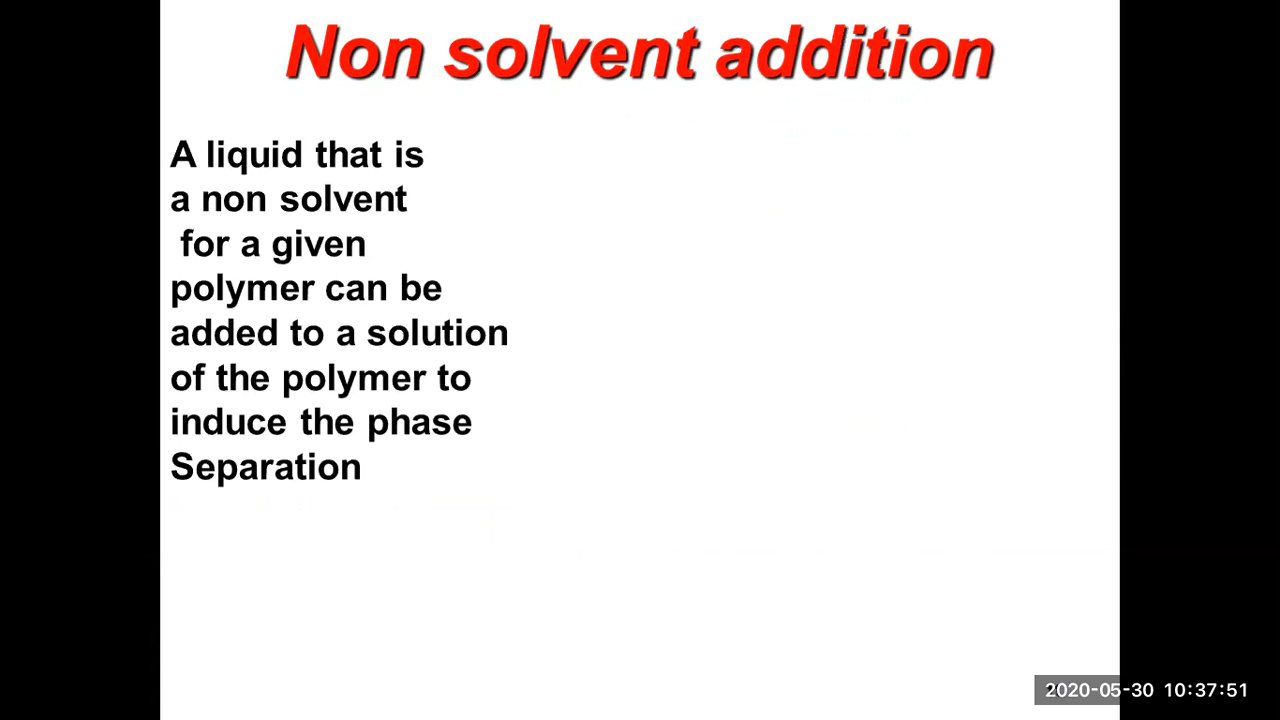 Non solvent addition
A liquid that is
a non solvent
for a given
polymer can be
added to a solution
of the polymer to
induce the phase
Separation
2020-05-30 10:37:51